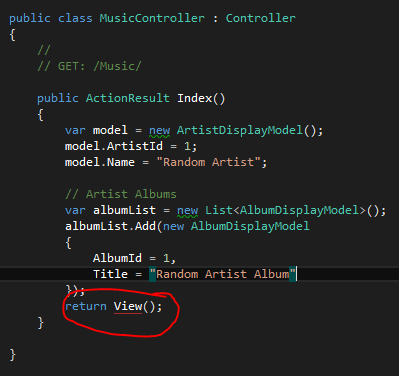 public class MusicController : Controller
{
//
// GET: /Music/
public ActionResult Index()
{
var model = new ArtistDisplayModel();
model.ArtistId = 1;
model.Name = "Random Artist";
// Artist Albums
var albumList = new List<AlbumDisplayModel>();
albumList.Add(new AlbumDisplayModel
{
AlbumId = 1,
Title = "Random Artist Album"
});
return View();
}
}